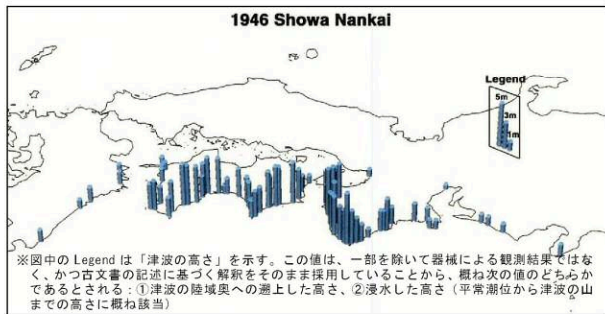 1946 Showa Nankai
Legend
5m
3m
1m
※図中の Legend は「津波の高さ」を示す。この値は、一部を除いて器械による観測結果ではな
く、かつ古文書の記述に基づく解釈をそのまま採用していることから、概ね次の値のどちらか
であるとされる：①津波の陸域奥への遡上した高さ、②浸水した高さ（平常潮位から津波の山
までの高さに概ね該当）